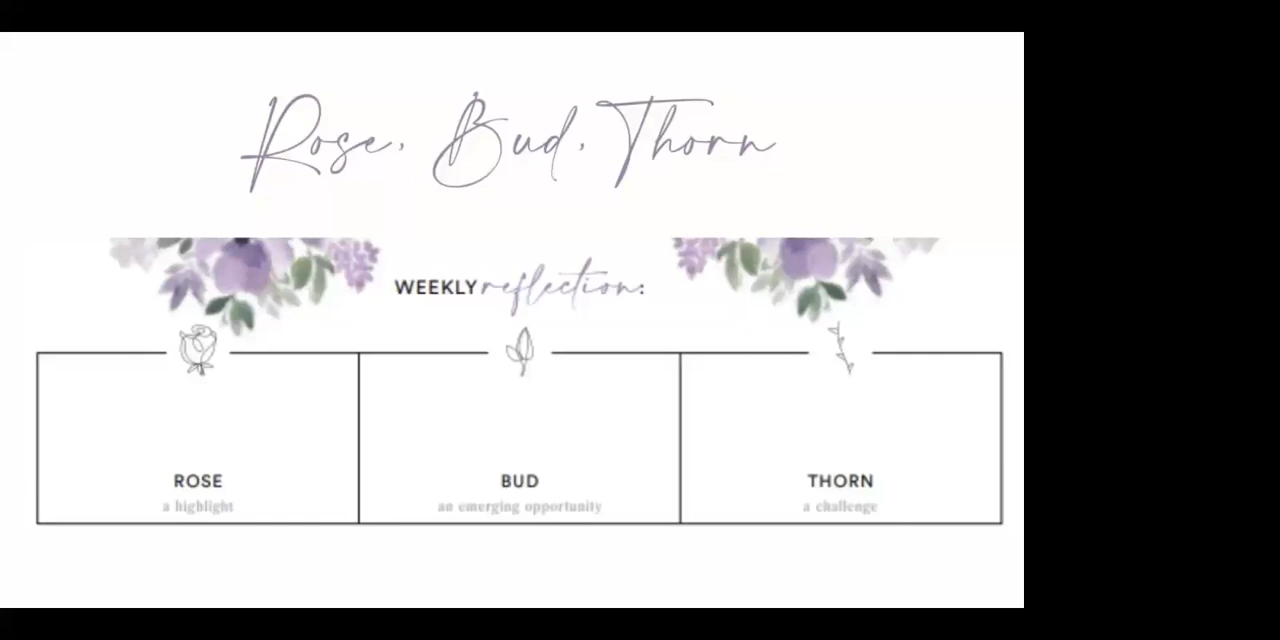 Rose, Bud, Thorn
WEEKLY reflection:
ROSE
a highlight
BUD
an emerging opportunity
THORN
a challenge